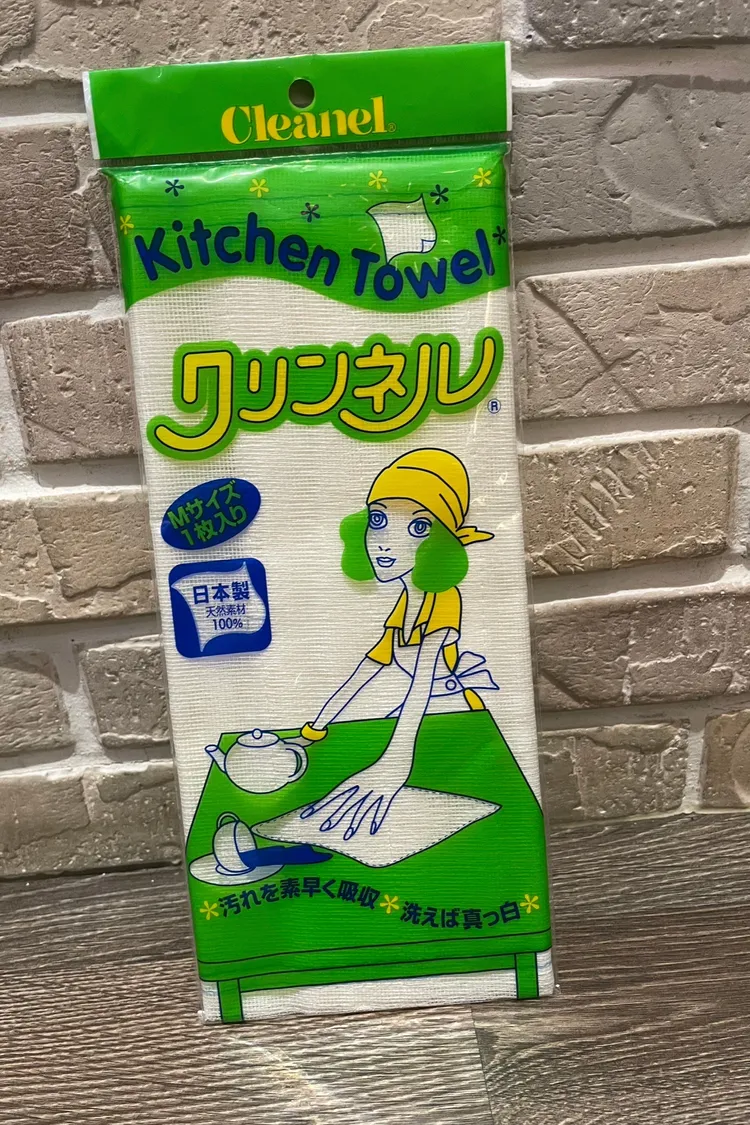 Cleanel®
Kitchen Towel
クリンネル®
Mサイズ
1枚入り
日本製
天然素材
100%
汚れを素早く吸収*洗えば真っ白*